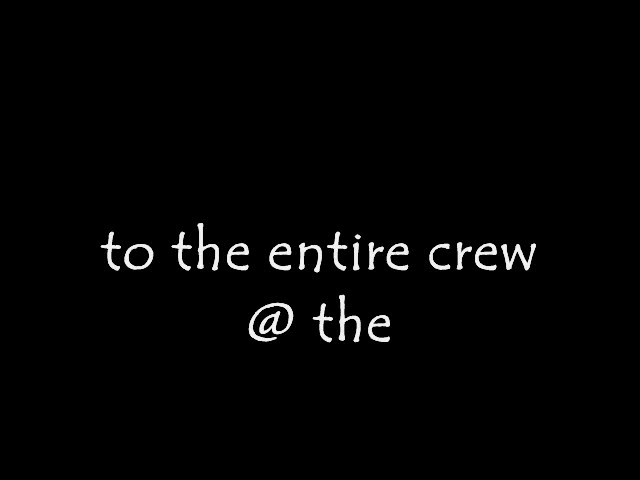 to the entire crew
@ the